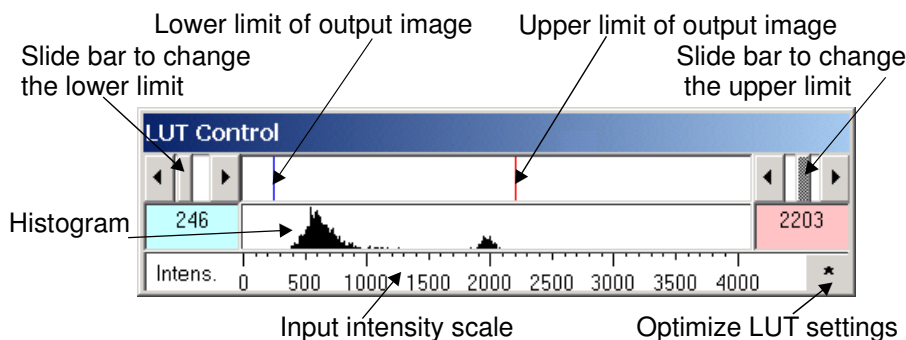 Lower limit of output image
Upper limit of output image
Slide bar to change
the lower limit
Slide bar to change
the upper limit
LUT Control
Histogram
246
2203
Intens.
0 500 1000 1500 2000 2500 3000 3500 4000
*
Input intensity scale
Optimize LUT settings